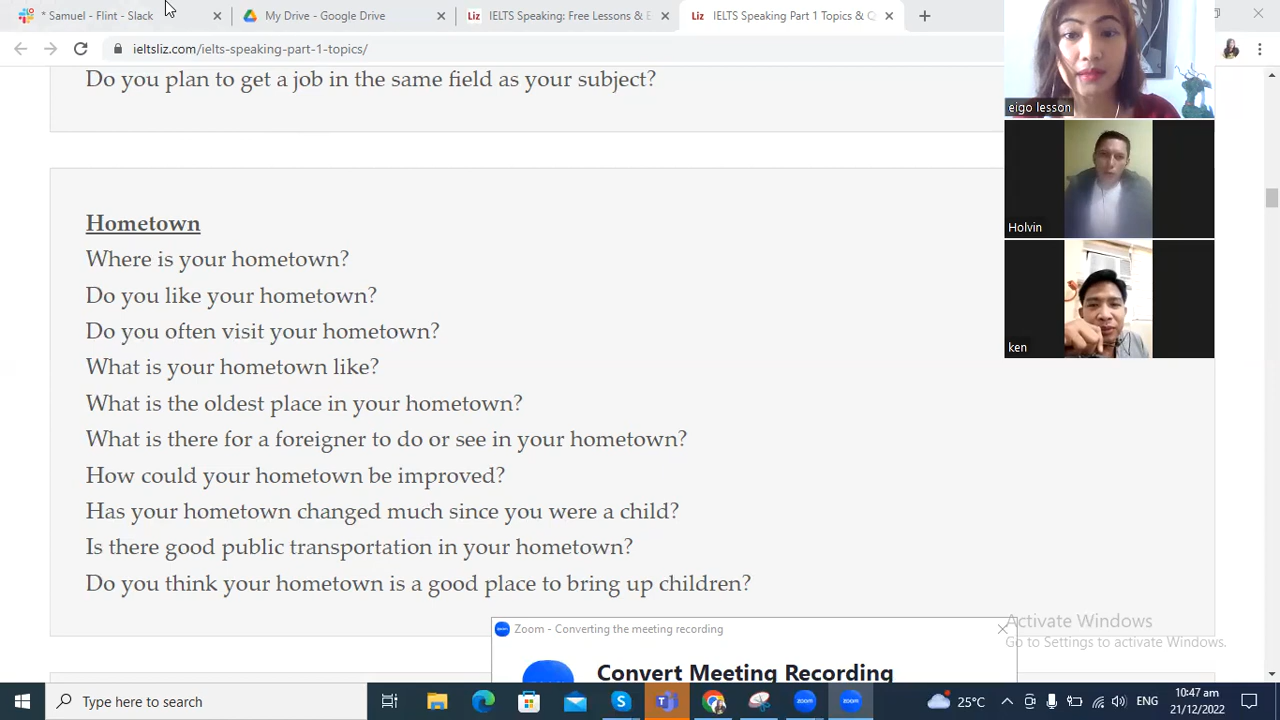 * Samuel - Flint - Slack
My Drive - Google Drive
Liz IELTS Speaking: Free Lessons & E
Liz IELTS Speaking Part 1 Topics & Q
ieltsliz.com/ielts-speaking-part-1-topics/
Do you plan to get a job in the same field as your subject?
eigo lesson
Hometown
Where is your hometown?
Holvin
Do you like your hometown?
Do you often visit your hometown?
ken
What is your hometown like?
What is the oldest place in your hometown?
What is there for a foreigner to do or see in your hometown?
How could your hometown be improved?
Has your hometown changed much since you were a child?
Is there good public transportation in your hometown?
Do you think your hometown is a good place to bring up children?
Activate Windows
Go to Settings to activate Windows.
Zoom - Converting the meeting recording
zoom
Convert Meeting Recording
Type here to search
zoom
zoom
25°C
ENG
10:47 am
21/12/2022